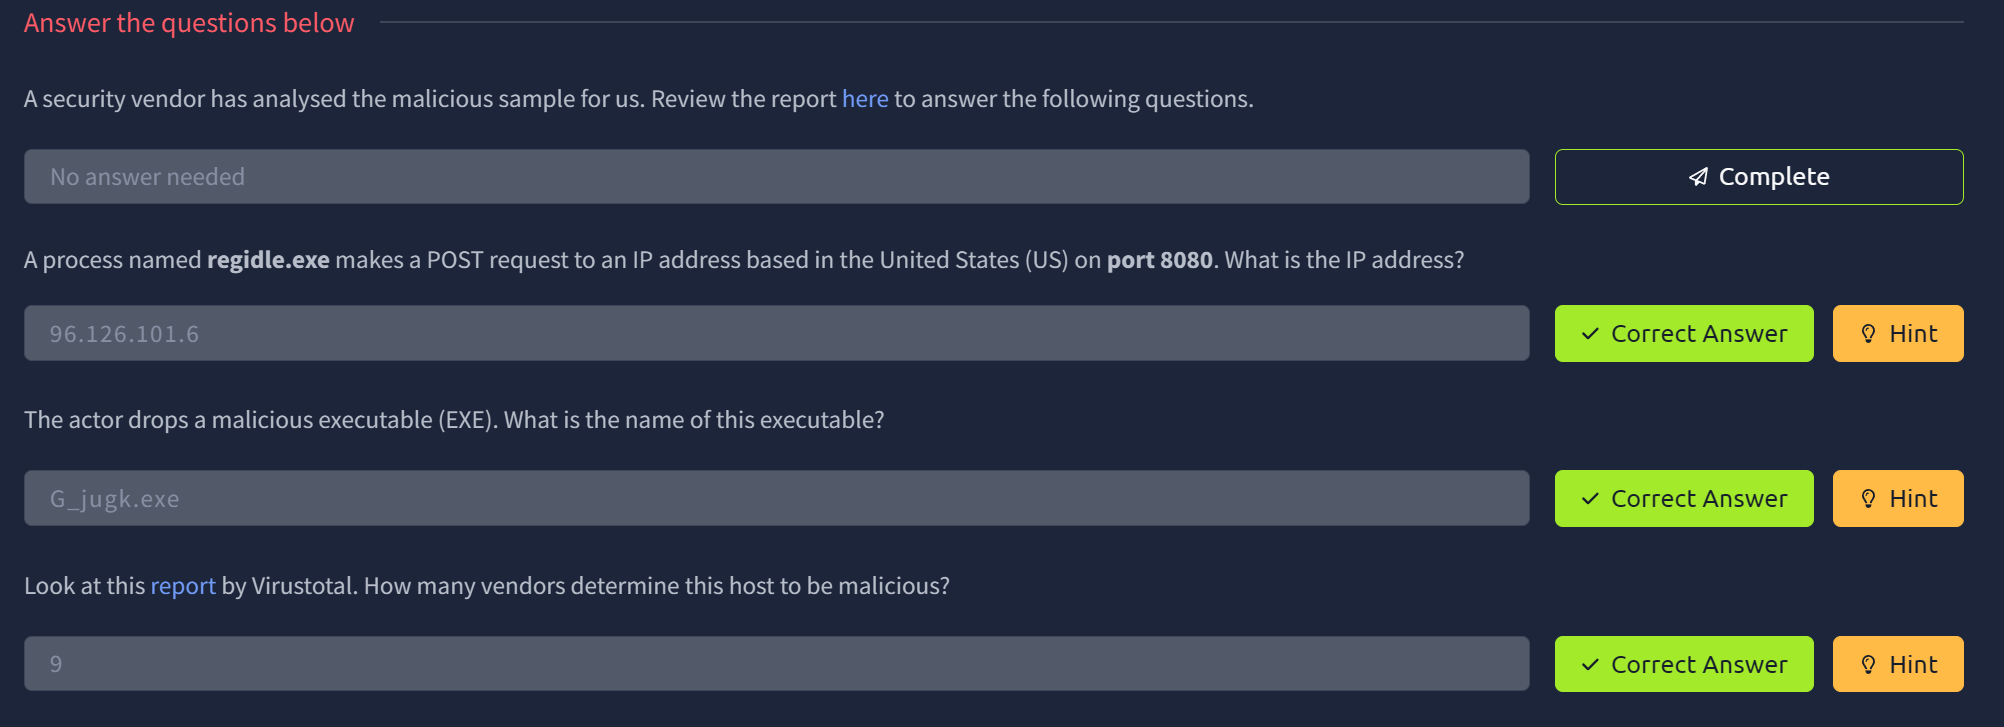 Answer the questions below
A security vendor has analysed the malicious sample for us. Review the report here to answer the following questions.
No answer needed
Complete
A process named regidle.exe makes a POST request to an IP address based in the United States (US) on port 8080. What is the IP address?
96.126.101.6
Correct Answer
Hint
The actor drops a malicious executable (EXE). What is the name of this executable?
G_jugk.exe
Correct Answer
Hint
Look at this report by Virustotal. How many vendors determine this host to be malicious?
9
Correct Answer
Hint